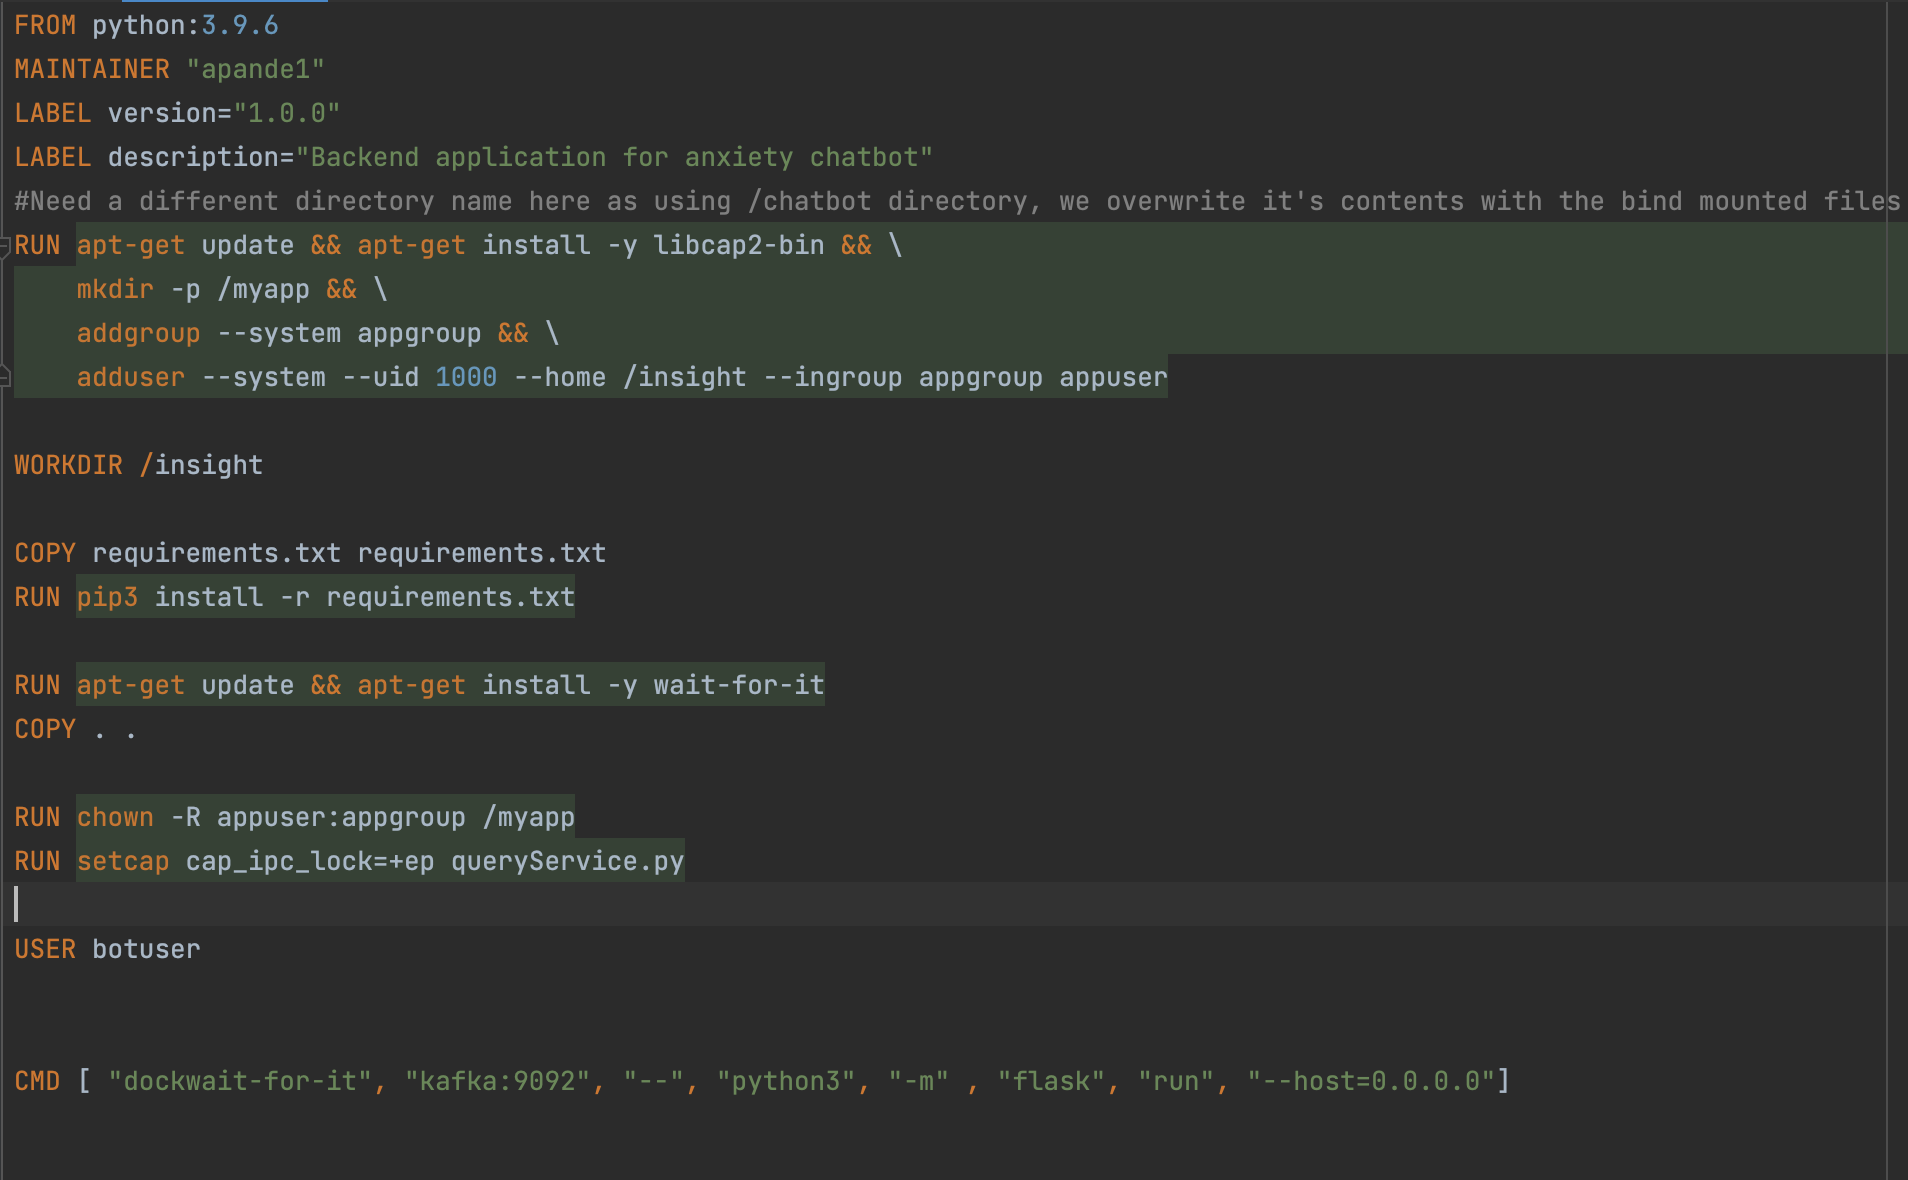 FROM python:3.9.6
MAINTAINER "apande1"
LABEL version="1.0.0"
LABEL description="Backend application for anxiety chatbot"
#Need a different directory name here as using /chatbot directory, we overwrite it's contents with the bind mounted files
RUN apt-get update && apt-get install -y libcap2-bin && \
    mkdir -p /myapp && \
    addgroup --system appgroup && \
    adduser --system --uid 1000 --home /insight --ingroup appgroup appuser
WORKDIR /insight
COPY requirements.txt requirements.txt
RUN pip3 install -r requirements.txt
RUN apt-get update && apt-get install -y wait-for-it
COPY . .
RUN chown -R appuser:appgroup /myapp
RUN setcap cap_ipc_lock=+ep queryService.py
USER botuser
CMD [ "dockwait-for-it", "kafka:9092", "--", "python3", "-m" , "flask", "run", "--host=0.0.0.0"]